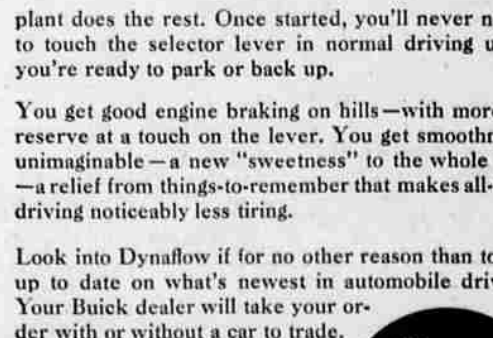 plant does the rest. Once started, you'll never n
to touch the selector lever in normal driving u
you're ready to park or back up.
You get good engine braking on hills—with more
reserve at a touch on the lever. You get smoothn
unimaginable—a new "sweetness" to the whole
—a relief from things-to-remember that makes all-
driving noticeably less tiring.
Look into Dynaflow if for no other reason than to
up to date on what's newest in automobile driv
Your Buick dealer will take your or-
der with or without a car to trade.